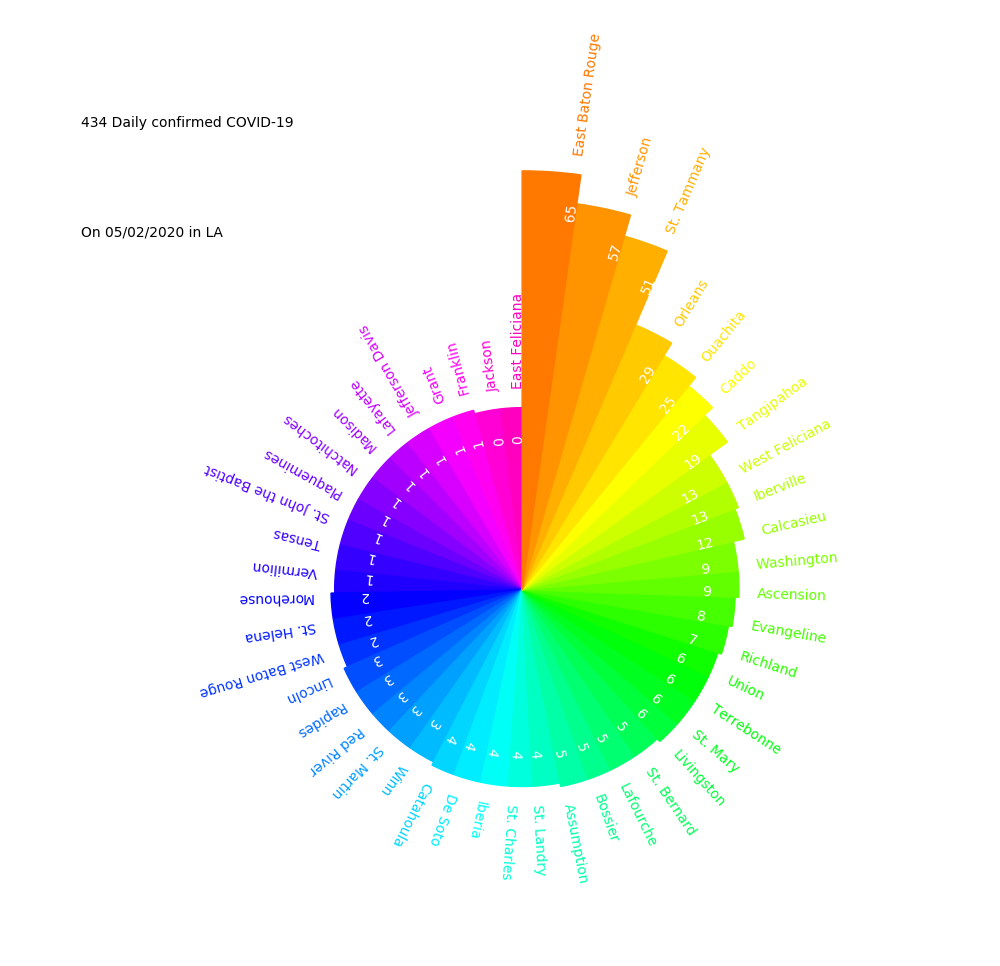 434 Daily confirmed COVID-19
On 05/02/2020 in LA
East Baton Rouge
65
Jefferson
57
St. Tammany
51
Orleans
29
Ouachita
25
Caddo
22
Tangipahoa
19
West Feliciana
13
Iberville
13
Calcasieu
12
Washington
9
Ascension
9
Evangeline
8
Richland
7
Union
6
Terrebonne
6
St. Mary
6
Livingston
6
St. Bernard
5
Lafourche
5
Bossier
5
Assumption
5
St. Landry
4
St. Charles
4
Iberia
4
De Soto
4
Catahoula
4
Winn
3
St. Martin
3
Red River
3
Rapides
3
Lincoln
3
West Baton Rouge
2
St. Helena
2
Morehouse
2
Vermilion
1
Tensas
1
St. John the Baptist
1
Plaquemines
1
Natchitoches
1
Madison
1
Lafayette
1
Jefferson Davis
1
Grant
1
Franklin
1
Jackson
0
East Feliciana
0